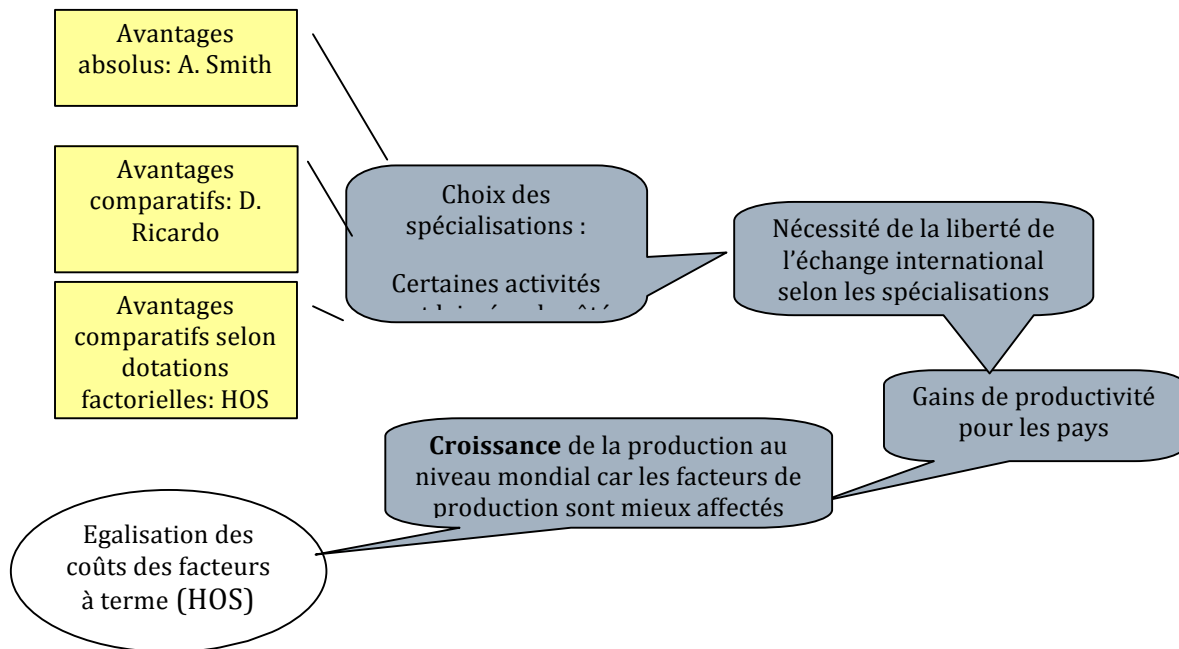 Avantages
absolus: A. Smith
Avantages
comparatifs: D.
Ricardo
Avantages
comparatifs selon
dotations
factorielles: HOS
Choix des
spécialisations :
Certaines activités
Nécessité de la liberté de
l’échange international
selon les spécialisations
Gains de productivité
pour les pays
Croissance de la production au
niveau mondial car les facteurs de
production sont mieux affectés
Egalisation des
coûts des facteurs
à terme (HOS)